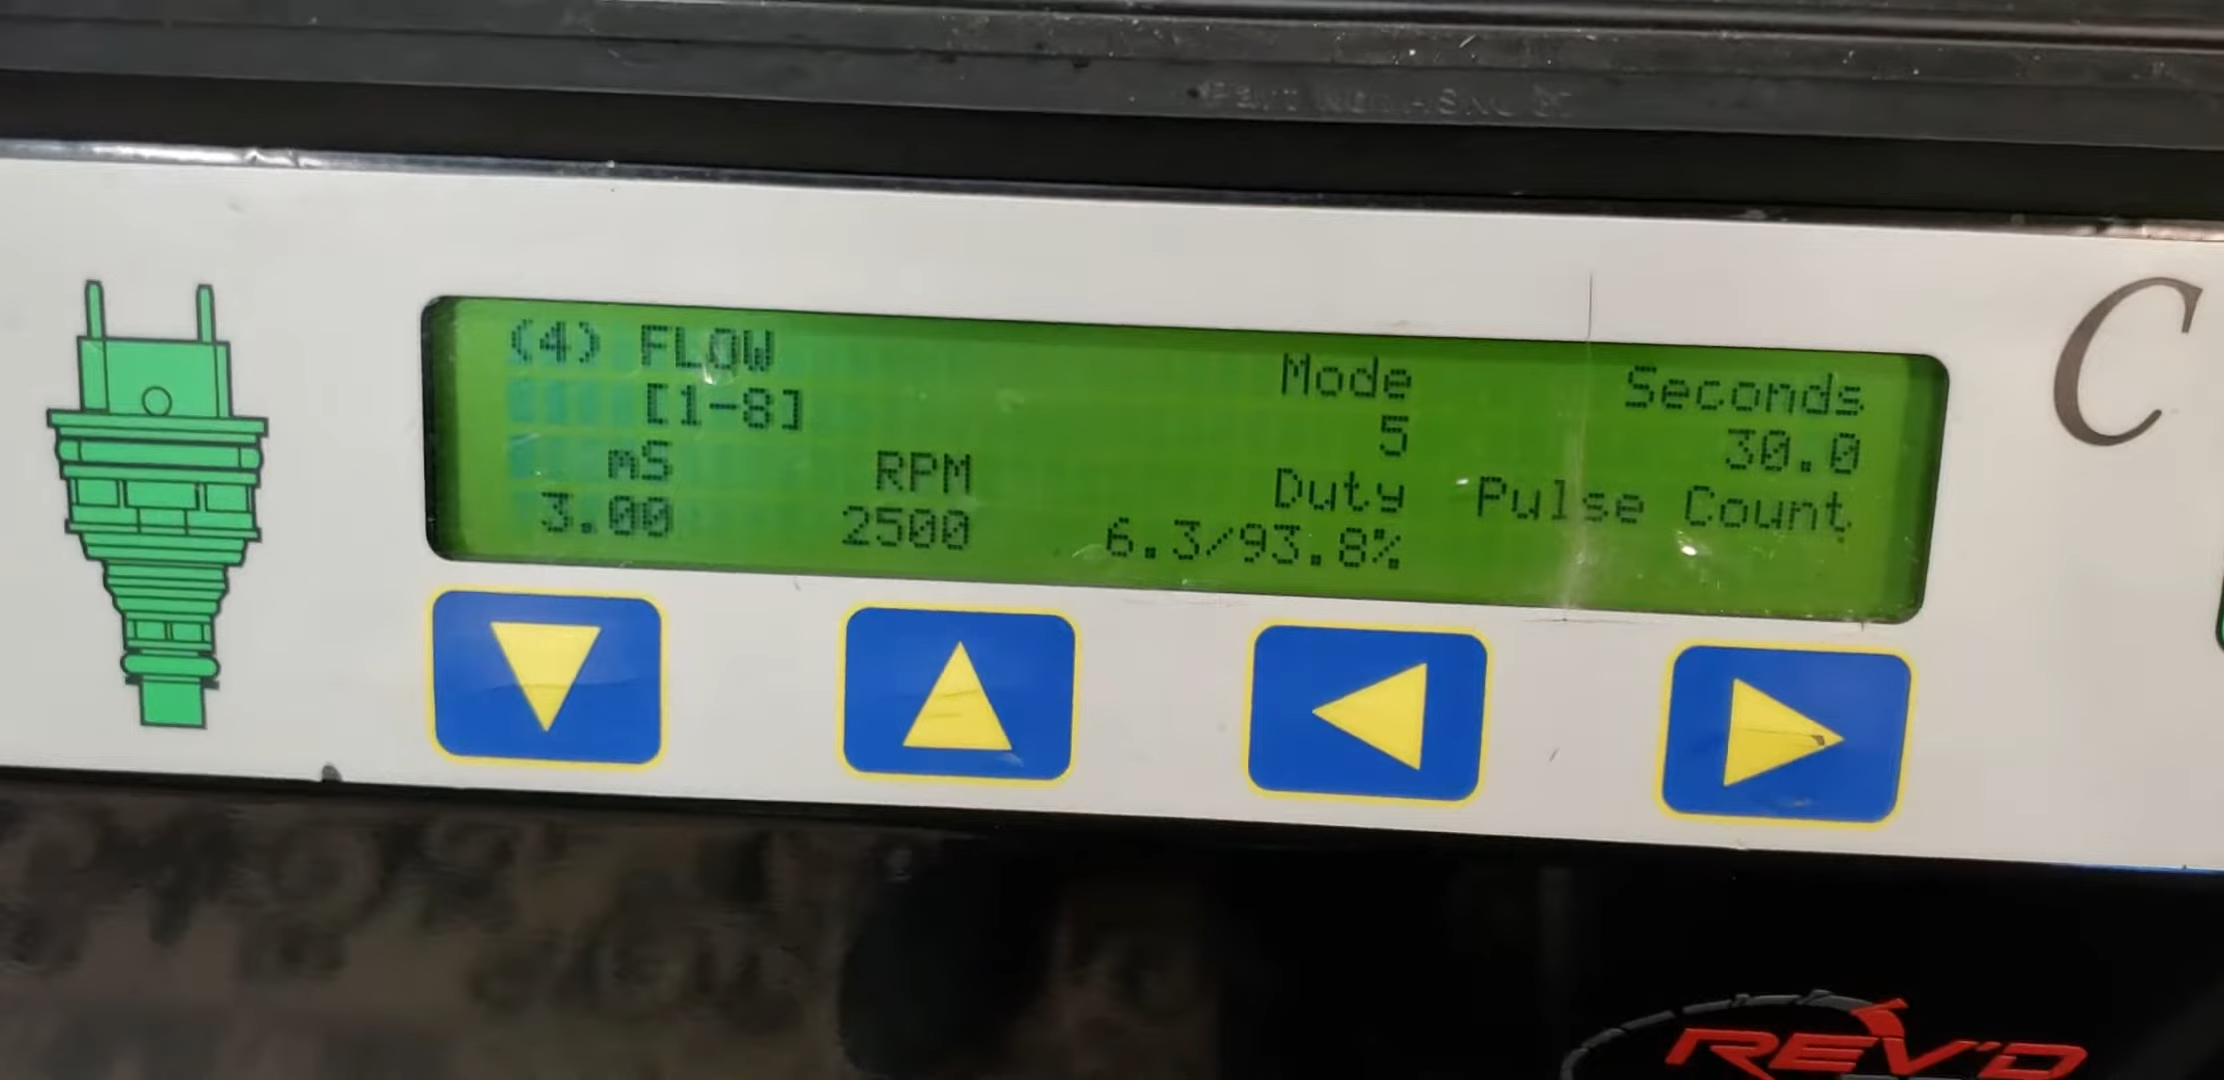 (4) FLOW
[1-8]
Mode
5
Seconds
30.0
mS
3.00
RPM
2500
Duty
6.3/93.8%
Pulse Count
C
REV'D